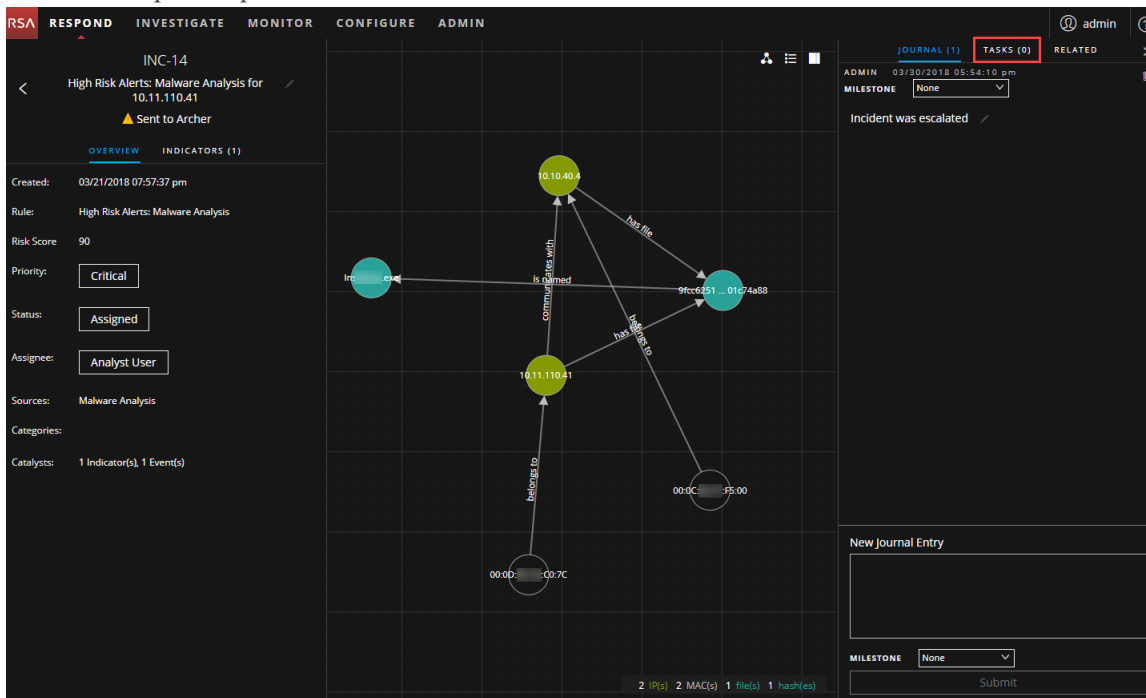 RSA RESPOND INVESTIGATE MONITOR CONFIGURE ADMIN admin
INC-14
High Risk Alerts: Malware Analysis for
10.11.110.41
Sent to Archer
OVERVIEW INDICATORS (1)
Created: 03/21/2018 07:57:37 pm
Rule: High Risk Alerts: Malware Analysis
Risk Score 90
Priority: Critical
Status: Assigned
Assignee: Analyst User
Sources: Malware Analysis
Categories:
Catalysts: 1 Indicator(s), 1 Event(s)
10.10.40.4
has file
communicates with
is named
In .exe
9fcc6251 ... 01c74a88
has file
belongs to
10.11.110.41
belongs to
00:0C: :F5:00
00:0D: :C0:7C
2 IP(s) 2 MAC(s) 1 file(s) 1 hash(es)
JOURNAL (1) TASKS (0) RELATED
ADMIN 03/30/2018 05:54:10 pm
MILESTONE None
Incident was escalated
New Journal Entry
MILESTONE None
Submit